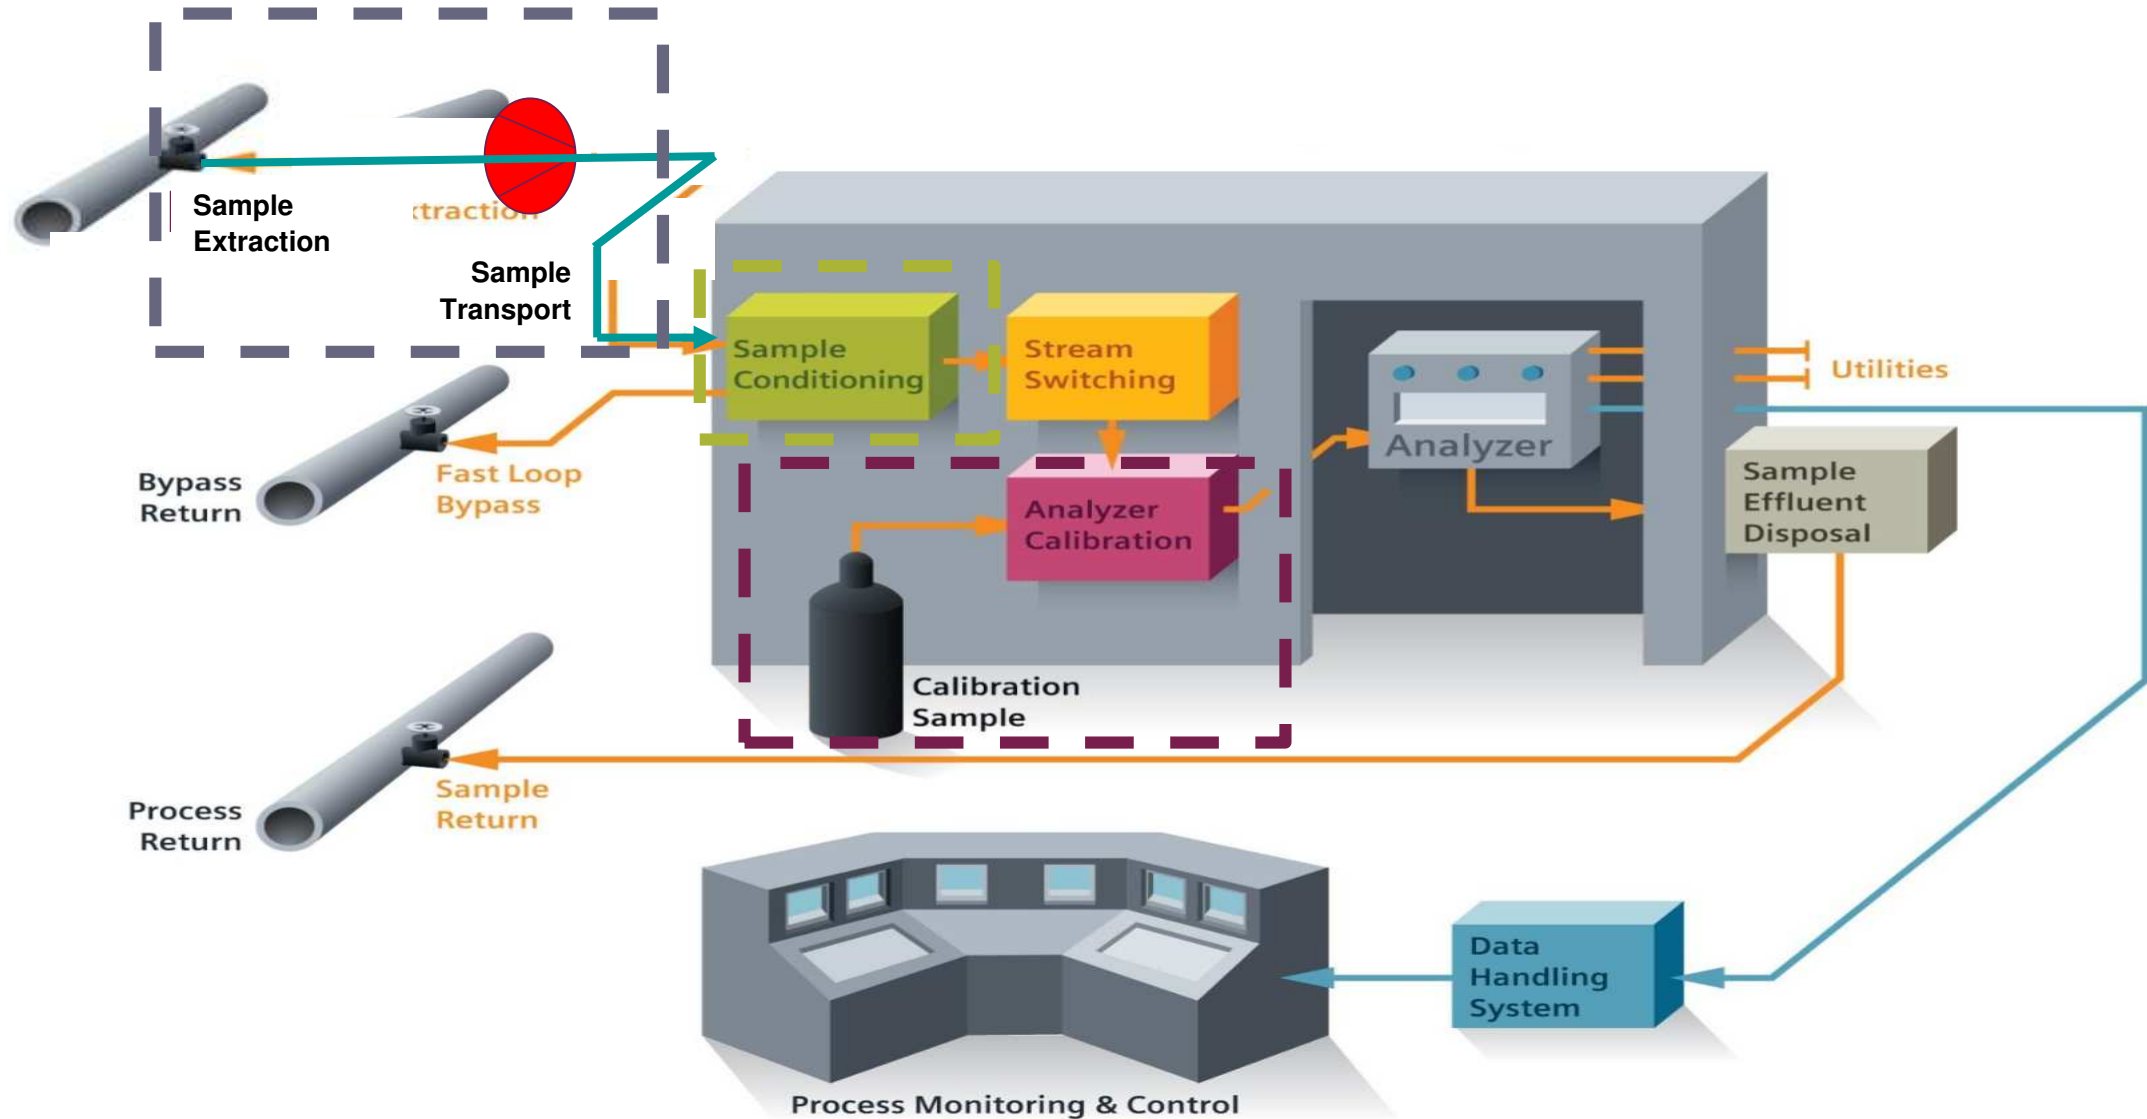 Sample
Extraction
xtraction
Sample
Transport
Sample
Conditioning
Stream
Switching
Analyzer
Utilities
Bypass
Return
Fast Loop
Bypass
Analyzer
Calibration
Sample
Effluent
Disposal
Calibration
Sample
Process
Return
Sample
Return
Data
Handling
System
Process Monitoring & Control